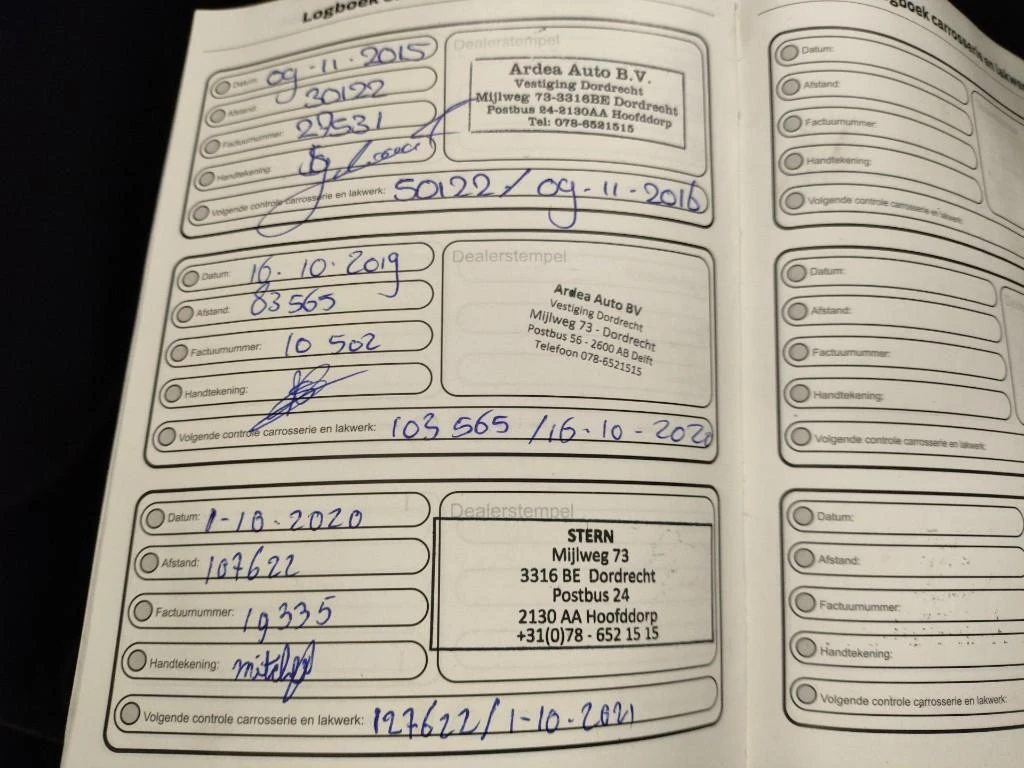 Logboek
Datum: 09-11-2015
Afstand: 30122
Factuurnummer: 29531
Handtekening:
Volgende controle carrosserie en lakwerk: 50122 / 09-11-2016
Dealerstempel
Ardea Auto B.V.
Vestiging Dordrecht
Mijlweg 73-3316BE Dordrecht
Postbus 24-2130AA Hoofddorp
Tel: 078-6521515
Datum: 16-10-2019
Afstand: 83565
Factuurnummer: 10502
Handtekening:
Volgende controle carrosserie en lakwerk: 103565 / 16-10-2020
Dealerstempel
Ardea Auto BV
Vestiging Dordrecht
Mijlweg 73 - Dordrecht
Postbus 56 - 2600 AB Delft
Telefoon 078-6521515
Datum: 1-10-2020
Afstand: 107622
Factuurnummer: 19335
Handtekening:
Volgende controle carrosserie en lakwerk: 127622 / 1-10-2021
Dealerstempel
STERN
Mijlweg 73
3316 BE Dordrecht
Postbus 24
2130 AA Hoofddorp
+31(0)78 - 652 15 15
carrosserie en
Datum:
Afstand:
Factuurnummer:
Handtekening:
Volgende controle carrosserie en lakwerk:
Datum:
Afstand:
Factuurnummer:
Handtekening:
Volgende controle carrosserie en lakwerk:
Datum:
Afstand:
Factuurnummer:
Handtekening:
Volgende controle carrosserie en lakwerk: